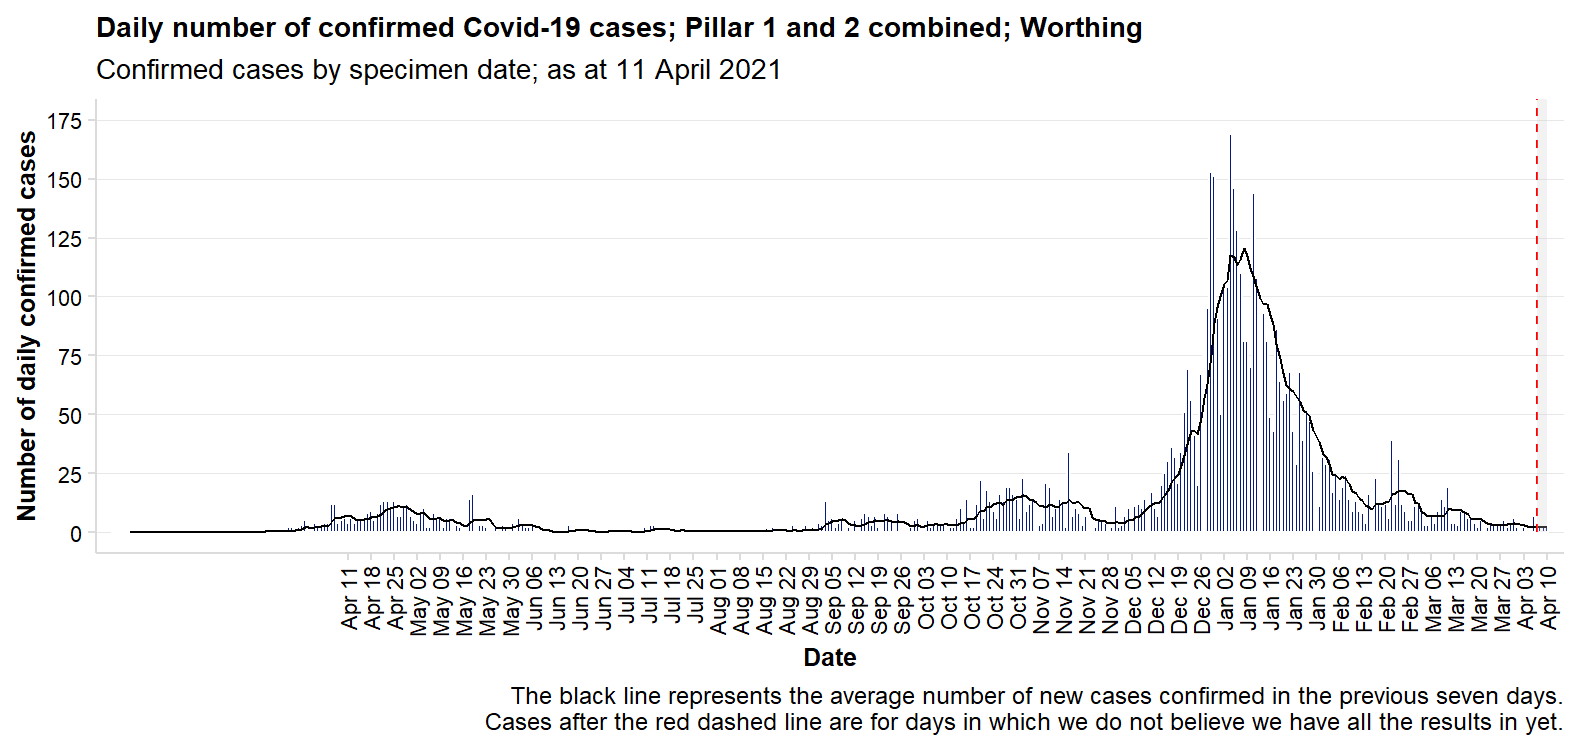 Daily number of confirmed Covid-19 cases; Pillar 1 and 2 combined; Worthing
Confirmed cases by specimen date; as at 11 April 2021
Number of daily confirmed cases
175
150
125
100
75
50
25
0
Apr 11
Apr 18
Apr 25
May 02
May 09
May 16
May 23
May 30
Jun 06
Jun 13
Jun 20
Jun 27
Jul 04
Jul 11
Jul 18
Jul 25
Aug 01
Aug 08
Aug 15
Aug 22
Aug 29
Sep 05
Sep 12
Sep 19
Sep 26
Oct 03
Oct 10
Oct 17
Oct 24
Oct 31
Nov 07
Nov 14
Nov 21
Nov 28
Dec 05
Dec 12
Dec 19
Dec 26
Jan 02
Jan 09
Jan 16
Jan 23
Jan 30
Feb 06
Feb 13
Feb 20
Feb 27
Mar 06
Mar 13
Mar 20
Mar 27
Apr 03
Apr 10
Date
The black line represents the average number of new cases confirmed in the previous seven days.
Cases after the red dashed line are for days in which we do not believe we have all the results in yet.